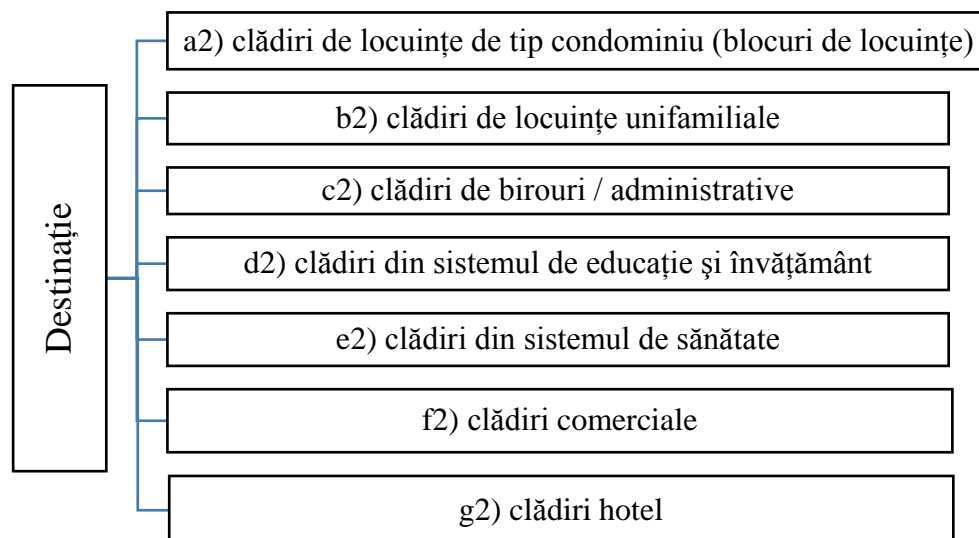 Destinație
a2) clădiri de locuințe de tip condominiu (blocuri de locuințe)
b2) clădiri de locuințe unifamiliale
c2) clădiri de birouri / administrative
d2) clădiri din sistemul de educație şi învățământ
e2) clădiri din sistemul de sănătate
f2) clădiri comerciale
g2) clădiri hotel